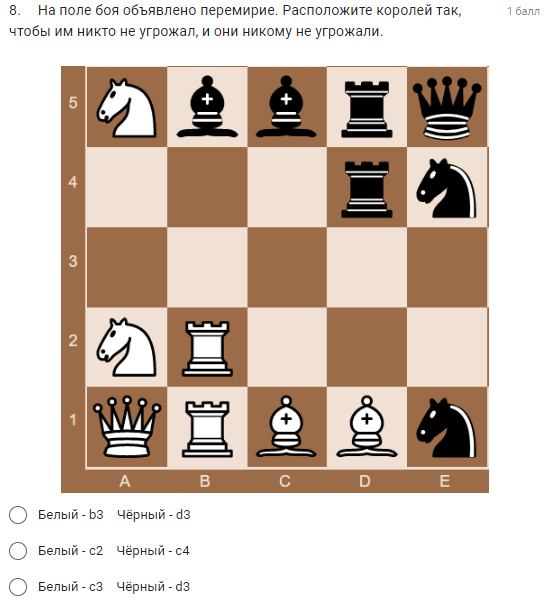 8. На поле боя объявлено перемирие. Расположите королей так, 1 балл
чтобы им никто не угрожал, и они никому не угрожали.
5
4
3
2
1
A B C D E
Белый - b3 Чёрный - d3
Белый - c2 Чёрный - c4
Белый - c3 Чёрный - d3